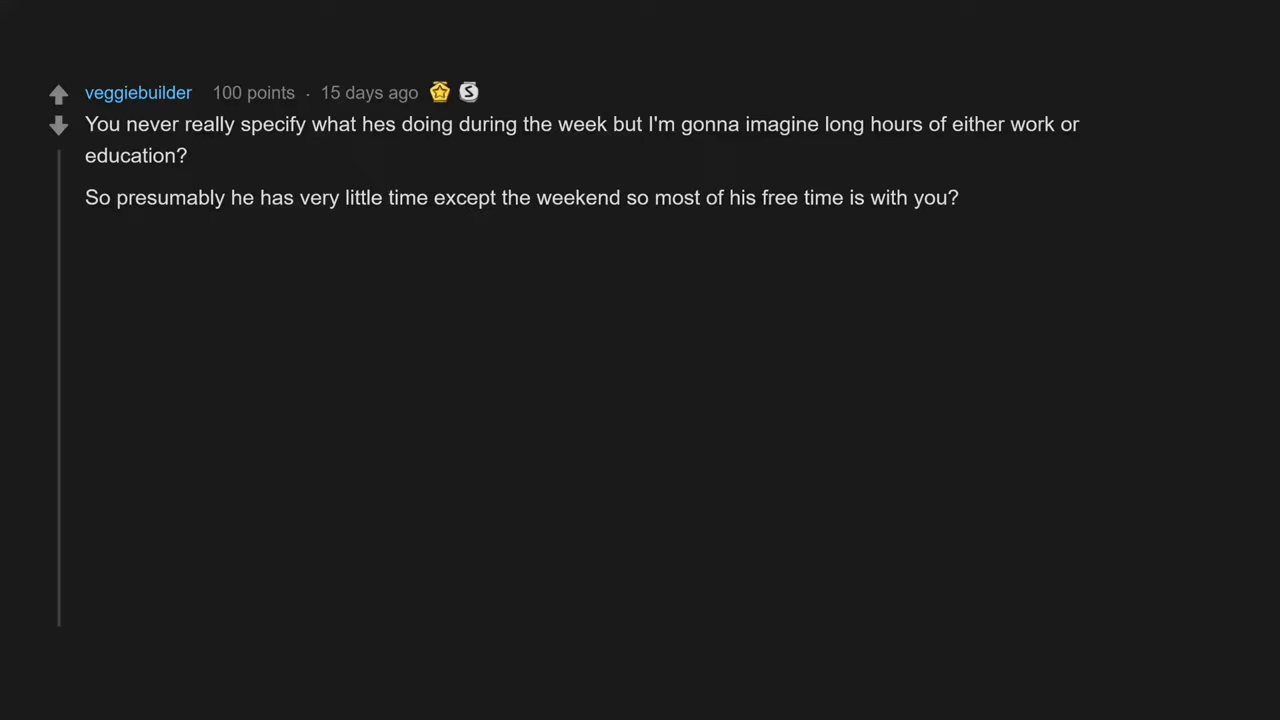 veggiebuilder 100 points · 15 days ago
You never really specify what hes doing during the week but I'm gonna imagine long hours of either work or
education?
So presumably he has very little time except the weekend so most of his free time is with you?